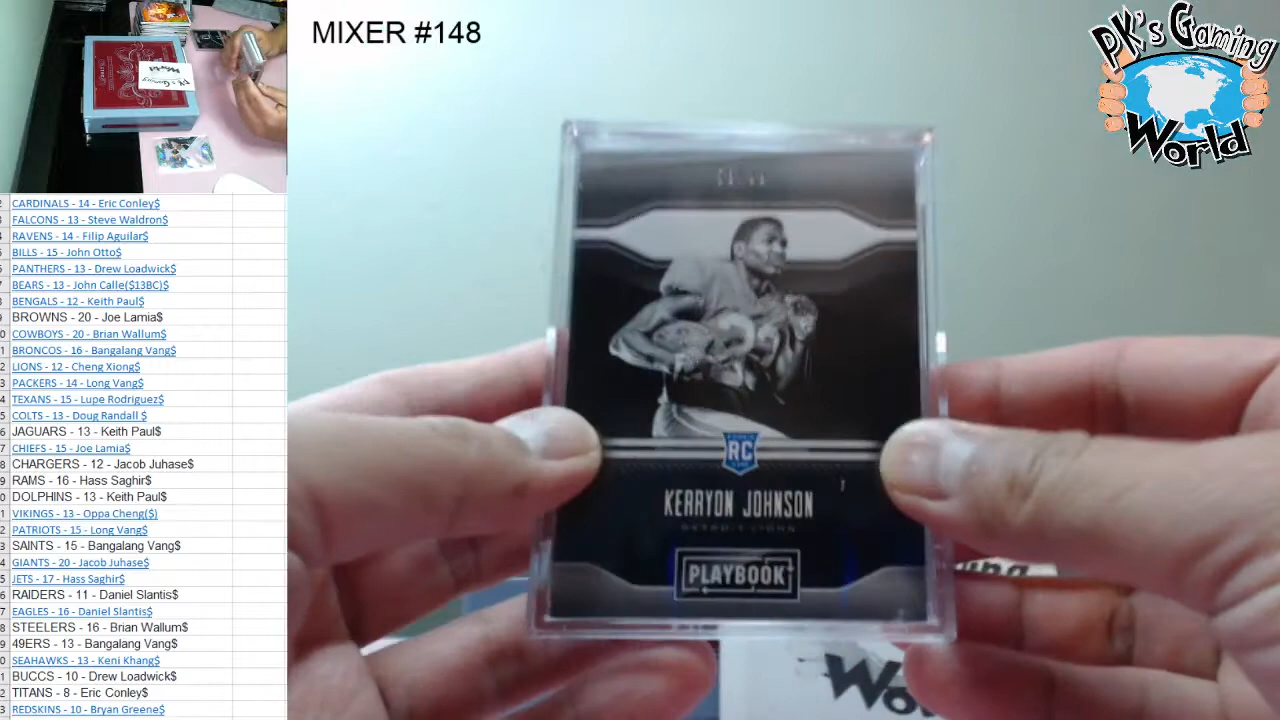 MIXER #148
PK's Gaming
World
CARDINALS - 14 - Eric Conley$
FALCONS - 13 - Steve Waldron$
RAVENS - 14 - Filip Aguilar$
BILLS - 15 - John Otto$
PANTHERS - 13 - Drew Loadwick$
BEARS - 13 - John Calle($13BC)$
BENGALS - 12 - Keith Paul$
BROWNS - 20 - Joe Lamia$
COWBOYS - 20 - Brian Wallum$
BRONCOS - 16 - Bangalang Vang$
LIONS - 12 - Cheng Xiong$
PACKERS - 14 - Long Vang$
TEXANS - 15 - Lupe Rodriguez$
COLTS - 13 - Doug Randall $
JAGUARS - 13 - Keith Paul$
CHIEFS - 15 - Joe Lamia$
CHARGERS - 12 - Jacob Juhase$
RAMS - 16 - Hass Saghir$
DOLPHINS - 13 - Keith Paul$
VIKINGS - 13 - Oppa Cheng($)
PATRIOTS - 15 - Long Vang$
SAINTS - 15 - Bangalang Vang$
GIANTS - 20 - Jacob Juhase$
JETS - 17 - Hass Saghir$
RAIDERS - 11 - Daniel Slantis$
EAGLES - 16 - Daniel Slantis$
STEELERS - 16 - Brian Wallum$
49ERS - 13 - Bangalang Vang$
SEAHAWKS - 13 - Keni Khang$
BUCCS - 10 - Drew Loadwick$
TITANS - 8 - Eric Conley$
REDSKINS - 10 - Bryan Greene$
RC
KERRYON JOHNSON
DETROIT LIONS
PLAYBOOK